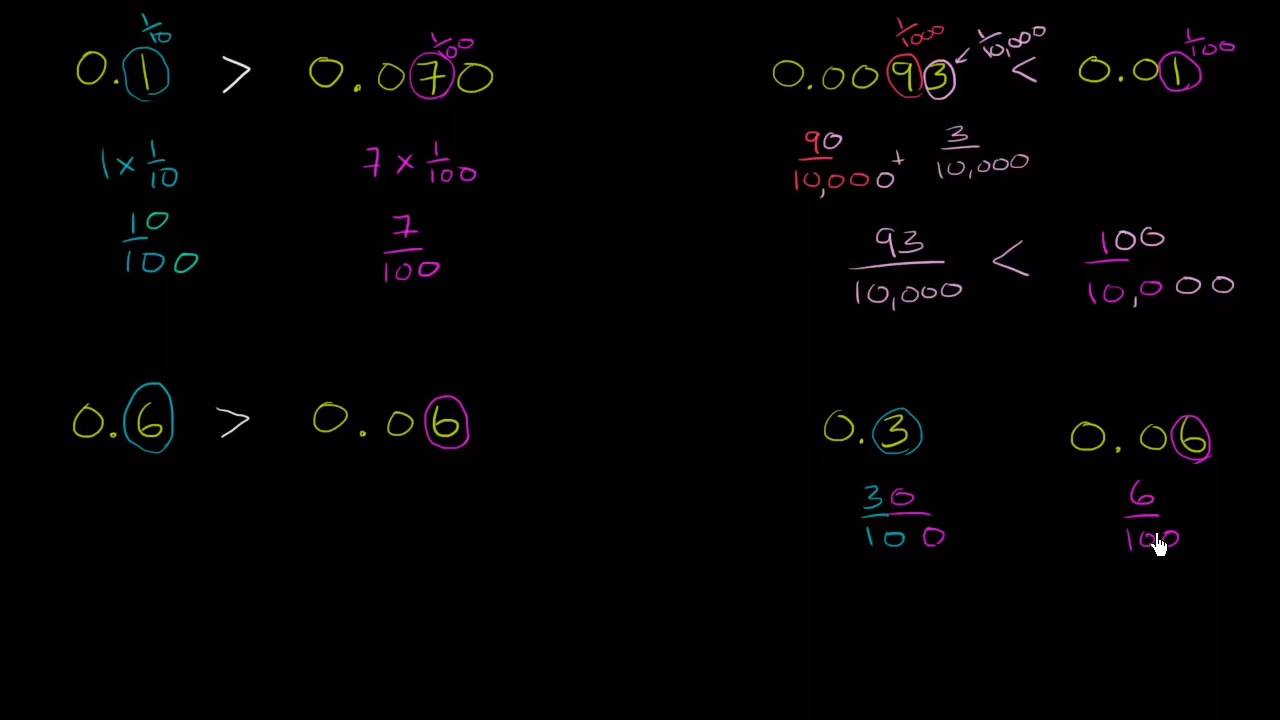 1/10 1/100
0.1 > 0.070
1 × 1/10 7 × 1/100
10/100 7/100
1/1000 1/10,000 1/100
0.0093 < 0.01
90/10,000 + 3/10,000
93/10,000 < 100/10,000
0.6 > 0.06
0.3 0.06
30/100 6/100